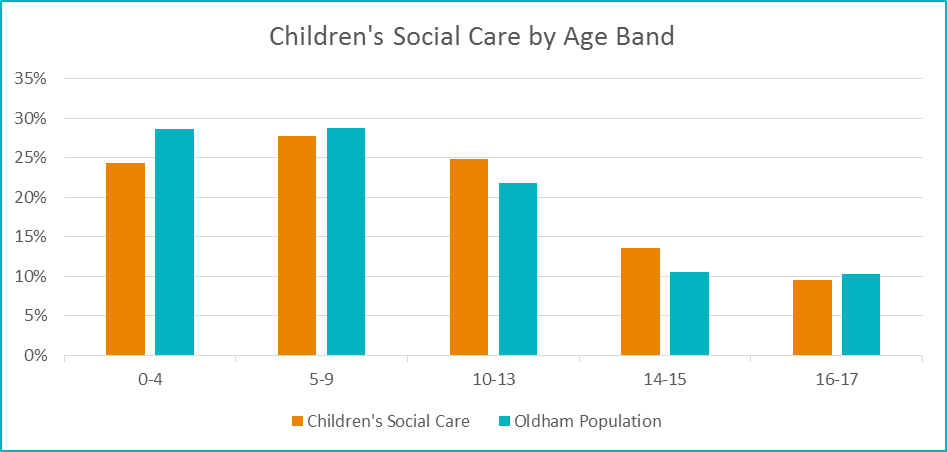 Children's Social Care by Age Band
35%
30%
25%
20%
15%
10%
5%
0%
0-4 5-9 10-13 14-15 16-17
Children's Social Care Oldham Population